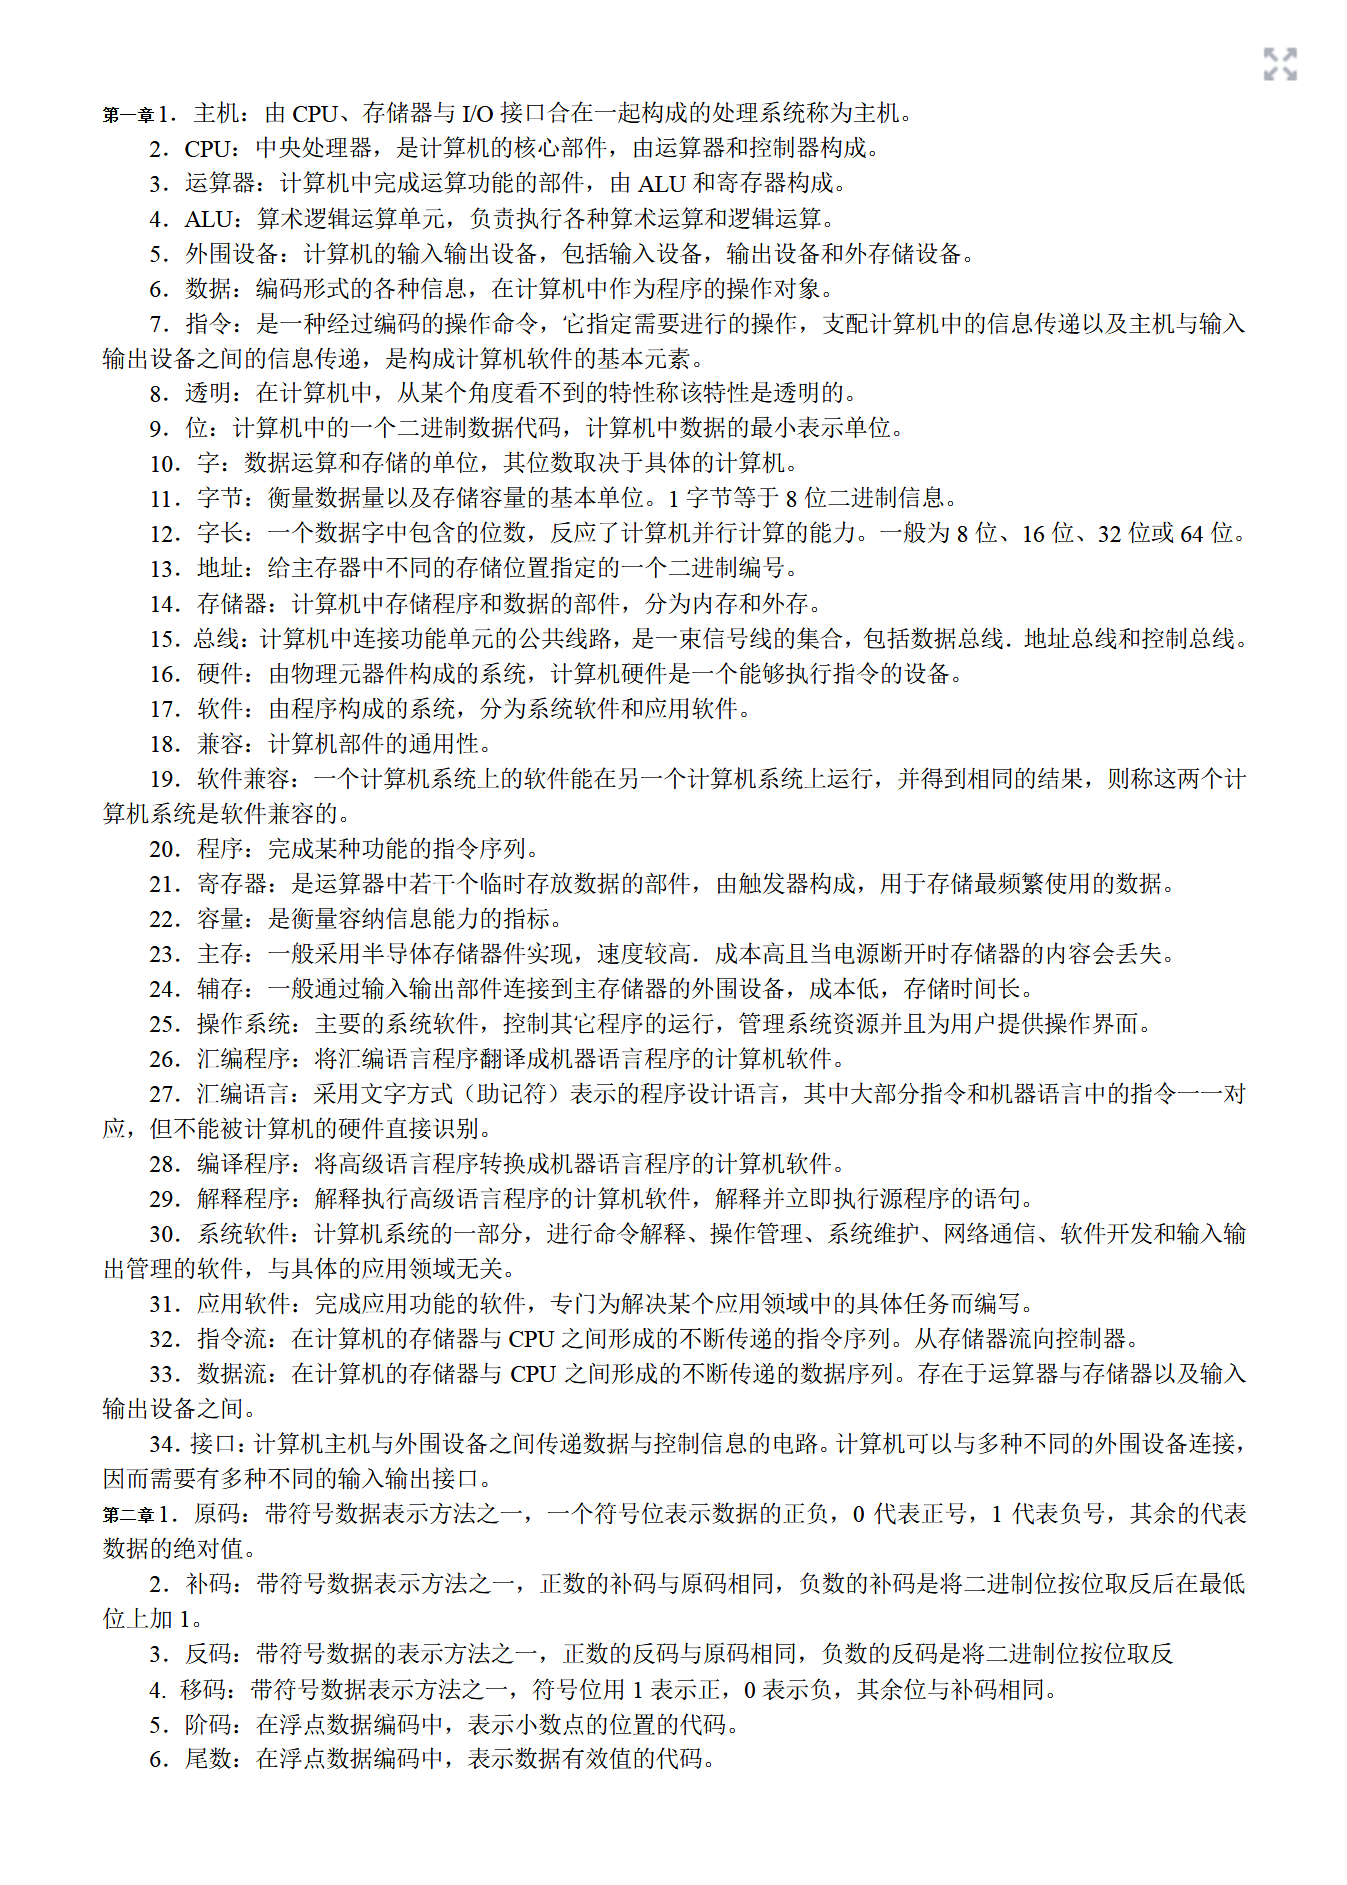 第一章 1．主机：由 CPU、存储器与 I/O 接口合在一起构成的处理系统称为主机。
2．CPU：中央处理器，是计算机的核心部件，由运算器和控制器构成。
3．运算器：计算机中完成运算功能的部件，由 ALU 和寄存器构成。
4．ALU：算术逻辑运算单元，负责执行各种算术运算和逻辑运算。
5．外围设备：计算机的输入输出设备，包括输入设备，输出设备和外存储设备。
6．数据：编码形式的各种信息，在计算机中作为程序的操作对象。
7．指令：是一种经过编码的操作命令，它指定需要进行的操作，支配计算机中的信息传递以及主机与输入
输出设备之间的信息传递，是构成计算机软件的基本元素。
8．透明：在计算机中，从某个角度看不到的特性称该特性是透明的。
9．位：计算机中的一个二进制数据代码，计算机中数据的最小表示单位。
10．字：数据运算和存储的单位，其位数取决于具体的计算机。
11．字节：衡量数据量以及存储容量的基本单位。1 字节等于 8 位二进制信息。
12．字长：一个数据字中包含的位数，反应了计算机并行计算的能力。一般为 8 位、16 位、32 位或 64 位。
13．地址：给主存器中不同的存储位置指定的一个二进制编号。
14．存储器：计算机中存储程序和数据的部件，分为内存和外存。
15．总线：计算机中连接功能单元的公共线路，是一束信号线的集合，包括数据总线．地址总线和控制总线。
16．硬件：由物理元器件构成的系统，计算机硬件是一个能够执行指令的设备。
17．软件：由程序构成的系统，分为系统软件和应用软件。
18．兼容：计算机部件的通用性。
19．软件兼容：一个计算机系统上的软件能在另一个计算机系统上运行，并得到相同的结果，则称这两个计
算机系统是软件兼容的。
20．程序：完成某种功能的指令序列。
21．寄存器：是运算器中若干个临时存放数据的部件，由触发器构成，用于存储最频繁使用的数据。
22．容量：是衡量容纳信息能力的指标。
23．主存：一般采用半导体存储器件实现，速度较高．成本高且当电源断开时存储器的内容会丢失。
24．辅存：一般通过输入输出部件连接到主存储器的外围设备，成本低，存储时间长。
25．操作系统：主要的系统软件，控制其它程序的运行，管理系统资源并且为用户提供操作界面。
26．汇编程序：将汇编语言程序翻译成机器语言程序的计算机软件。
27．汇编语言：采用文字方式（助记符）表示的程序设计语言，其中大部分指令和机器语言中的指令一一对
应，但不能被计算机的硬件直接识别。
28．编译程序：将高级语言程序转换成机器语言程序的计算机软件。
29．解释程序：解释执行高级语言程序的计算机软件，解释并立即执行源程序的语句。
30．系统软件：计算机系统的一部分，进行命令解释、操作管理、系统维护、网络通信、软件开发和输入输
出管理的软件，与具体的应用领域无关。
31．应用软件：完成应用功能的软件，专门为解决某个应用领域中的具体任务而编写。
32．指令流：在计算机的存储器与 CPU 之间形成的不断传递的指令序列。从存储器流向控制器。
33．数据流：在计算机的存储器与 CPU 之间形成的不断传递的数据序列。存在于运算器与存储器以及输入
输出设备之间。
34．接口：计算机主机与外围设备之间传递数据与控制信息的电路。计算机可以与多种不同的外围设备连接，
因而需要有多种不同的输入输出接口。
第二章 1．原码：带符号数据表示方法之一，一个符号位表示数据的正负，0 代表正号，1 代表负号，其余的代表
数据的绝对值。
2．补码：带符号数据表示方法之一，正数的补码与原码相同，负数的补码是将二进制位按位取反后在最低
位上加 1。
3．反码：带符号数据的表示方法之一，正数的反码与原码相同，负数的反码是将二进制位按位取反
4. 移码：带符号数据表示方法之一，符号位用 1 表示正，0 表示负，其余位与补码相同。
5．阶码：在浮点数据编码中，表示小数点的位置的代码。
6．尾数：在浮点数据编码中，表示数据有效值的代码。